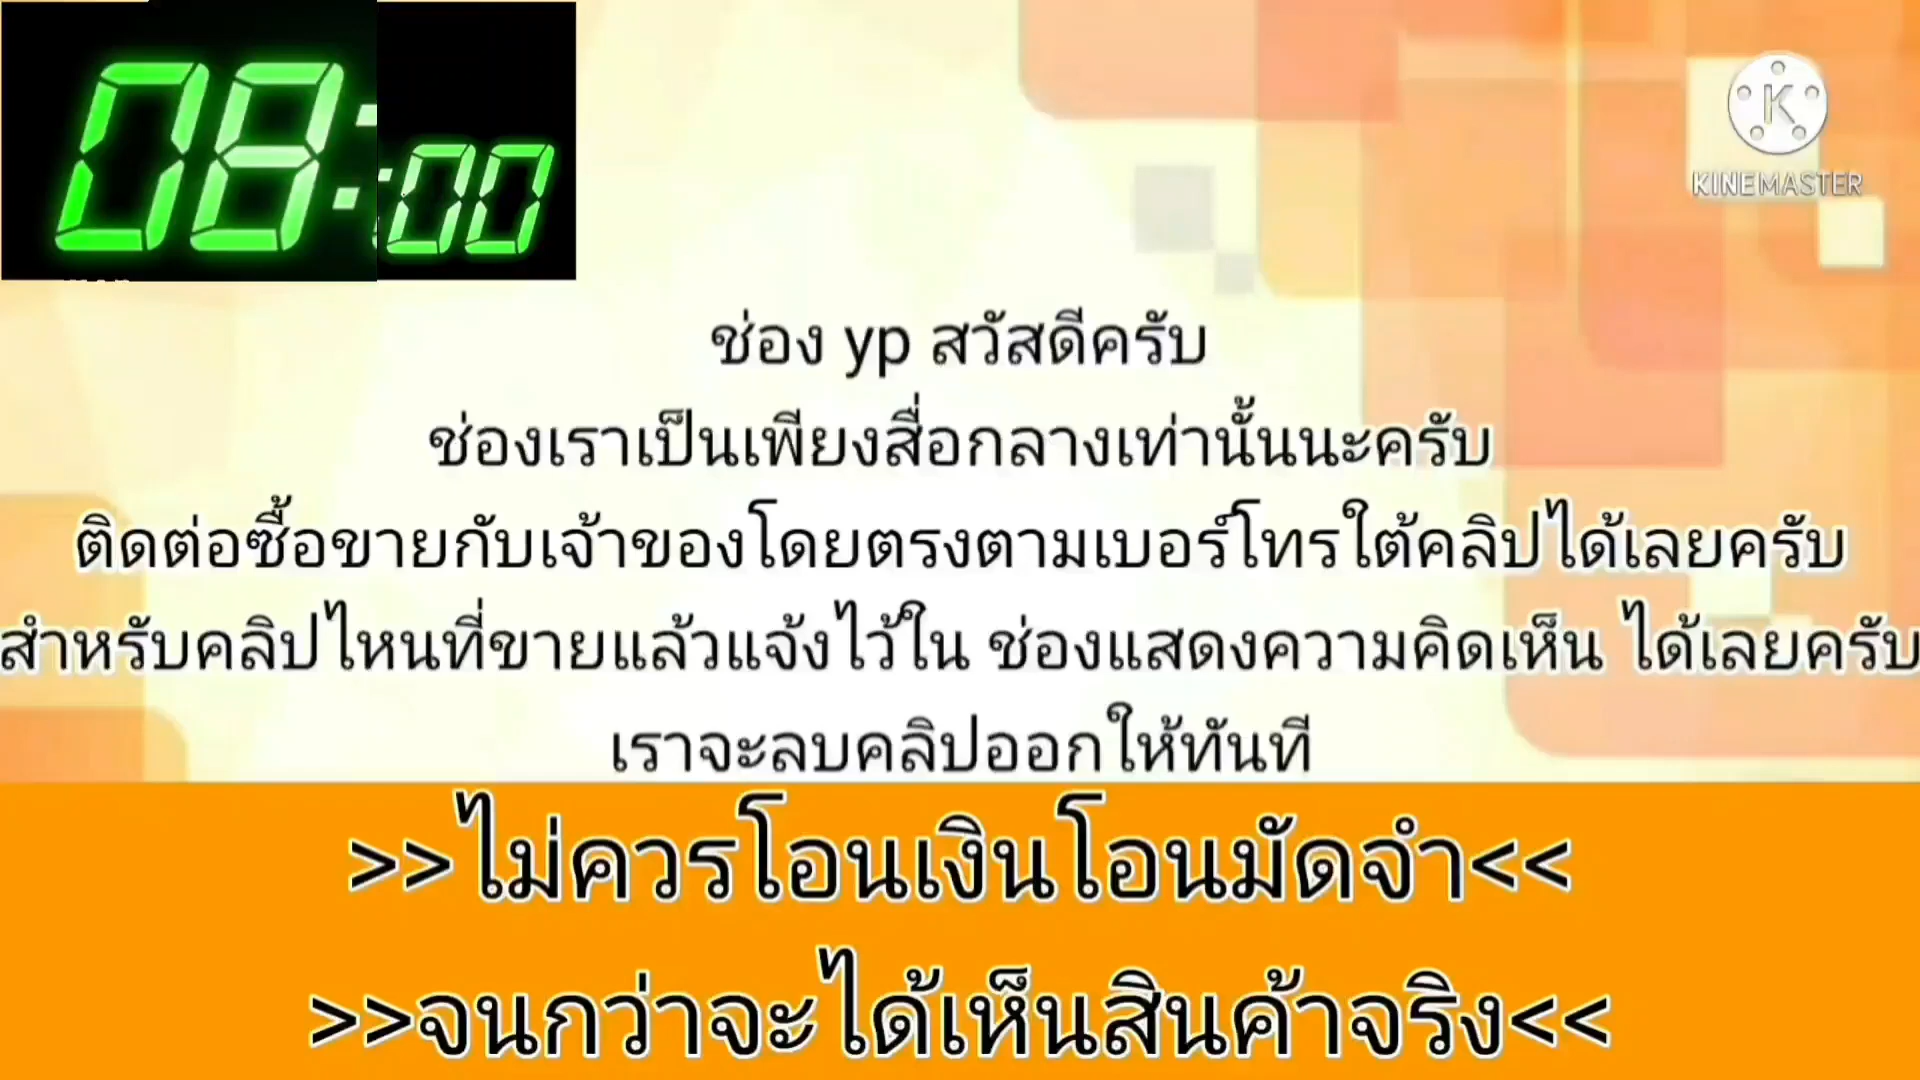 08:00
KINEMASTER
ช่อง yp สวัสดีครับ
ช่องเราเป็นเพียงสื่อกลางเท่านั้นนะครับ
ติดต่อซื้อขายกับเจ้าของโดยตรงตามเบอร์โทรใต้คลิปได้เลยครับ
สำหรับคลิปไหนที่ขายแล้วแจ้งไว้ใน ช่องแสดงความคิดเห็น ได้เลยครับ
เราจะลบคลิปออกให้ทันที
>>ไม่ควรโอนเงินโอนมัดจำ<<
>>จนกว่าจะได้เห็นสินค้าจริง<<